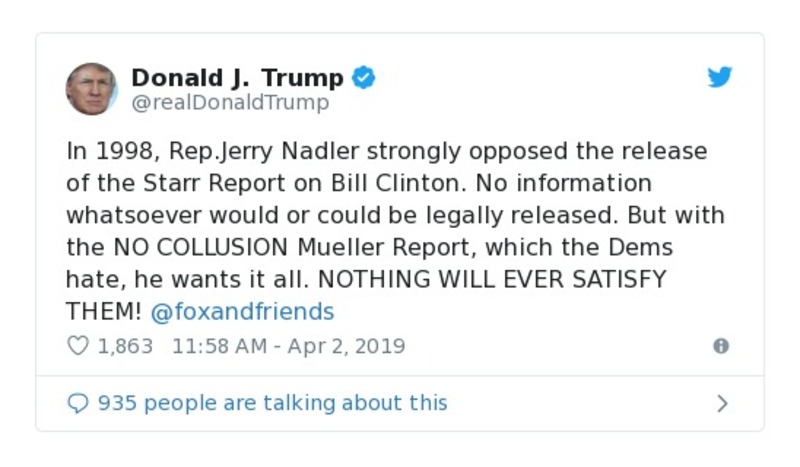 Donald J. Trump
@realDonaldTrump
In 1998, Rep.Jerry Nadler strongly opposed the release
of the Starr Report on Bill Clinton. No information
whatsoever would or could be legally released. But with
the NO COLLUSION Mueller Report, which the Dems
hate, he wants it all. NOTHING WILL EVER SATISFY
THEM! @foxandfriends
1,863 11:58 AM - Apr 2, 2019
935 people are talking about this